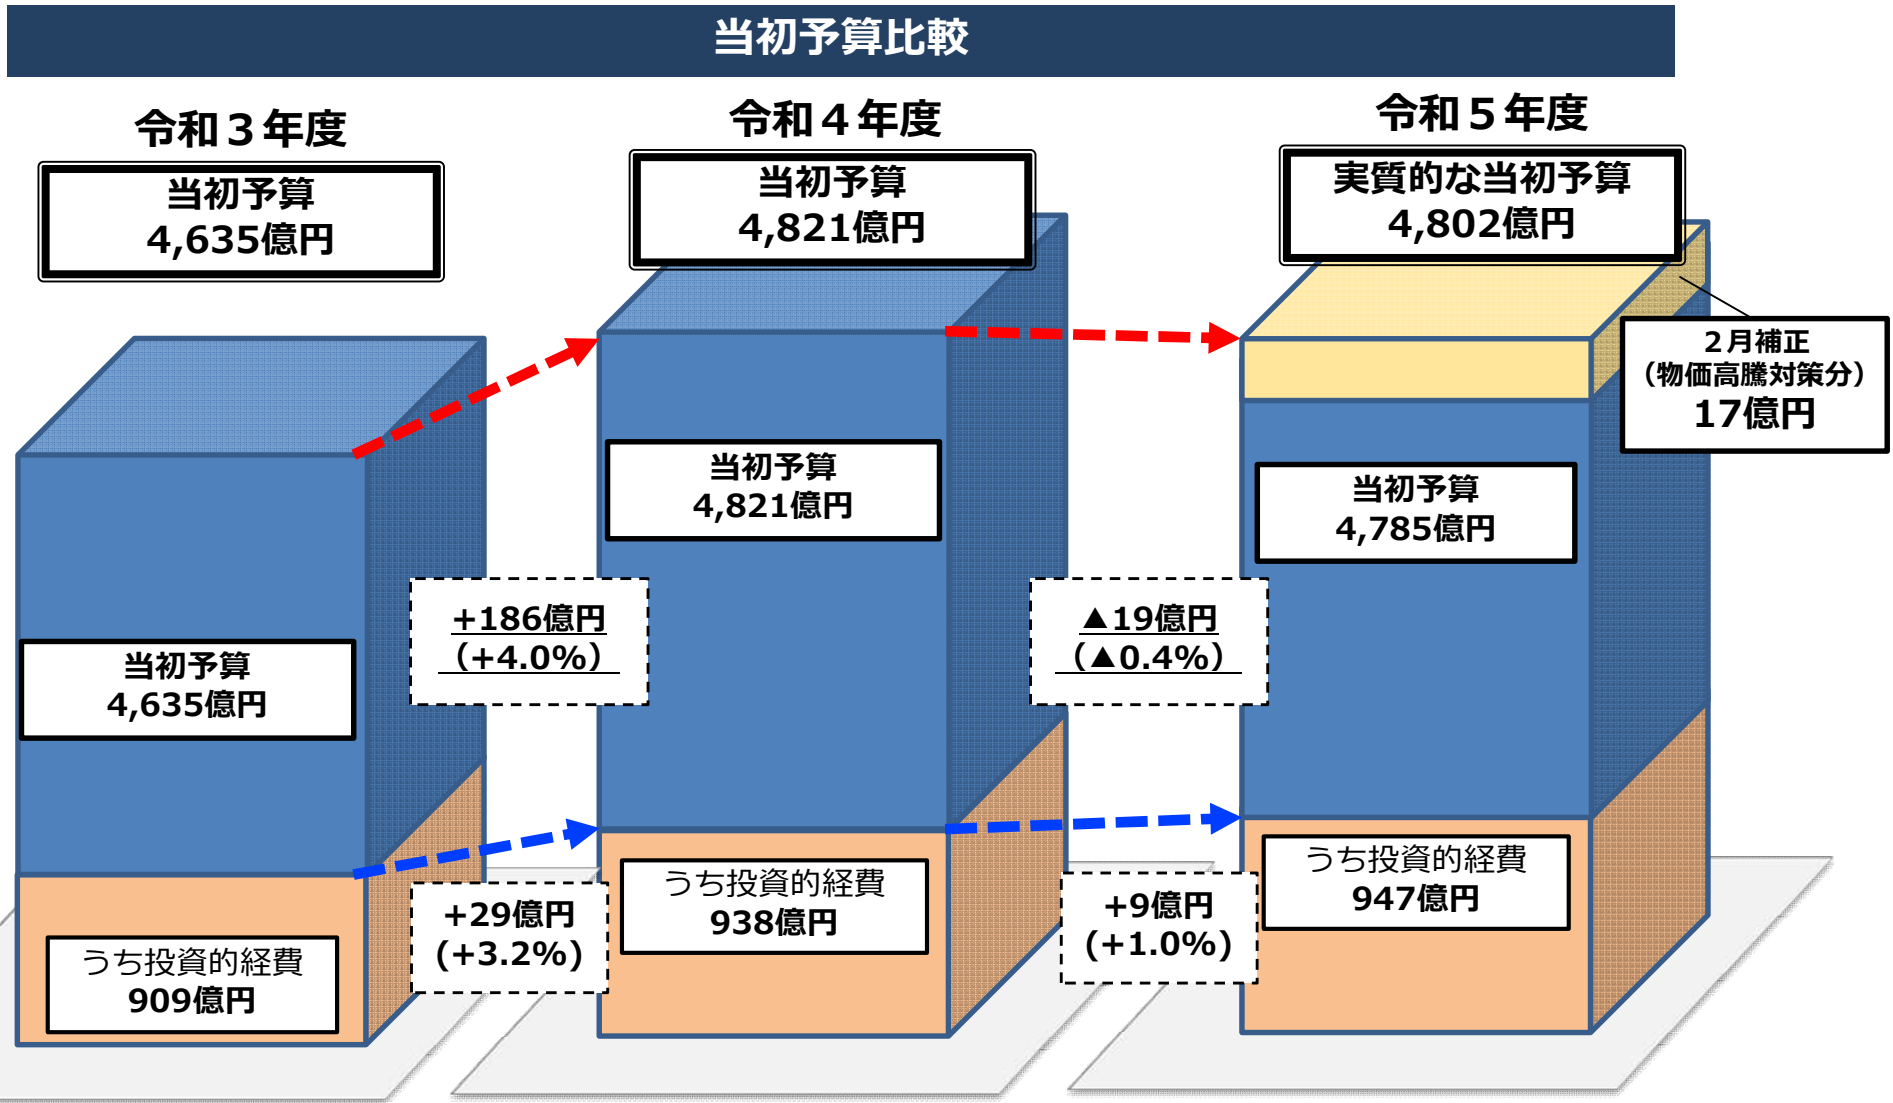 当初予算比較
令和３年度
当初予算
4,635億円
令和４年度
当初予算
4,821億円
令和５年度
実質的な当初予算
4,802億円
２月補正
（物価高騰対策分）
17億円
当初予算
4,635億円
+186億円
（+4.0%）
当初予算
4,821億円
▲19億円
（▲0.4%）
当初予算
4,785億円
うち投資的経費
909億円
+29億円
(+3.2%)
うち投資的経費
938億円
+9億円
(+1.0%)
うち投資的経費
947億円